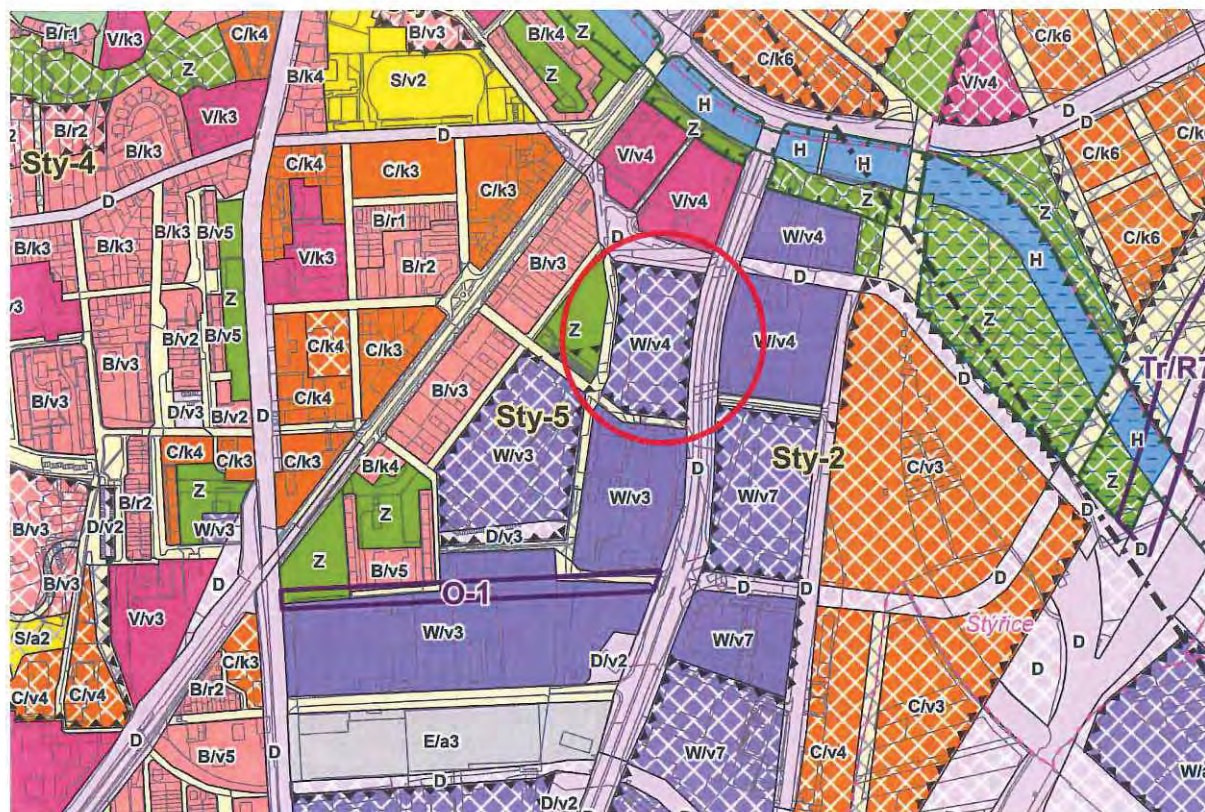 B/r1
V/k3
C/k4
B/v3
B/k4
Z
C/k6
C/k6
Z
B/k4
S/v2
Z
V/v4
D
V/k3
H
B/r2
B/k3
D
C/k4
C/k3
C/k3
V/v4
Z
H
H
C/k6
Sty-4
D
B/k3
B/k3
B/v5
V/k3
B/r1
B/r2
B/v3
V/v4
W/v4
Z
Z
H
C/k6
Z
D
D
B/v3
B/v2
B/v5
C/k4
C/k3
B/v3
Z
W/v4
W/v4
Z
Tr/R7
D
D/v3
B/v2
C/k4
D
Sty-5
W/v3
Sty-2
H
C/k4
C/k3
C/k3
B/k4
W/v3
D
W/v7
C/v3
Z
B/v3
D/v2
B/r2
W/v3
Z
D/v3
D
B/v3
Z
B/v5
O-1
D
D
D
V/v3
D
W/v3
W/v7
Štýřice
D
S/a2
C/k3
D/v2
D
C/v4
C/v4
B/r2
C/v3
D
B/v5
D
E/a3
W/v7
C/v4
D
D/v2